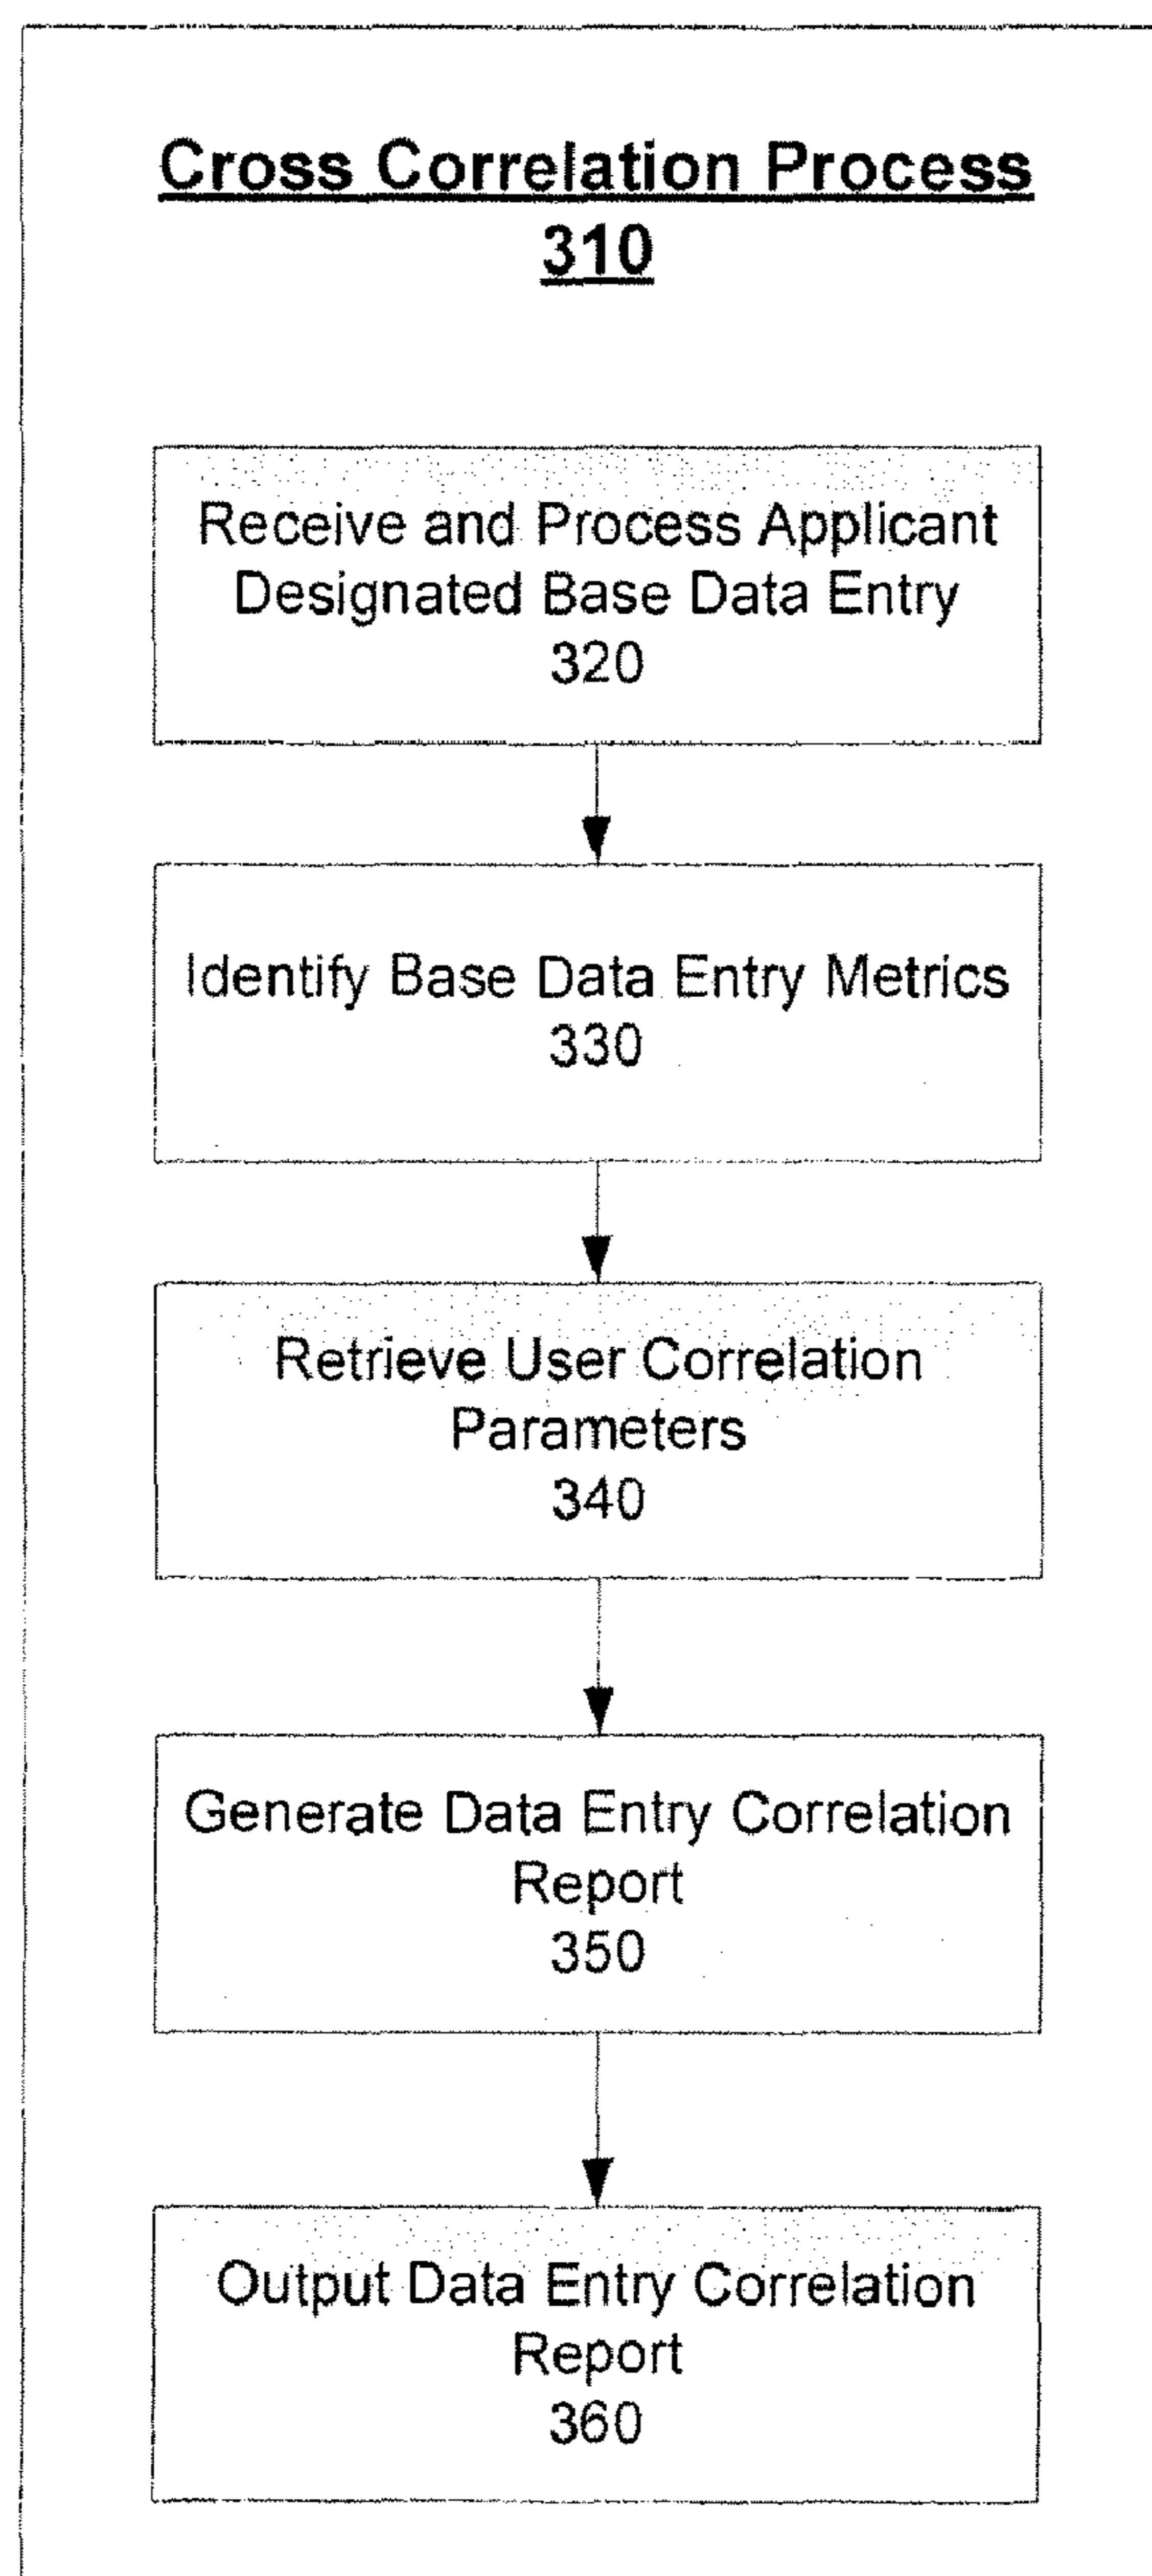 Cross Correlation Process
310
Receive and Process Applicant
Designated Base Data Entry
320
Identify Base Data Entry Metrics
330
Retrieve User Correlation
Parameters
340
Generate Data Entry Correlation
Report
350
Output Data Entry Correlation
Report
360